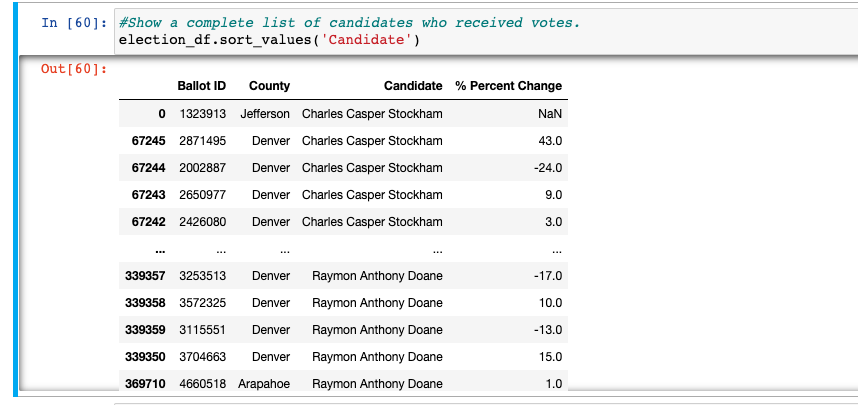 In [60]: #Show a complete list of candidates who received votes.
election_df.sort_values('Candidate')
Out[60]:
Ballot ID County Candidate % Percent Change
0 1323913 Jefferson Charles Casper Stockham NaN
67245 2871495 Denver Charles Casper Stockham 43.0
67244 2002887 Denver Charles Casper Stockham -24.0
67243 2650977 Denver Charles Casper Stockham 9.0
67242 2426080 Denver Charles Casper Stockham 3.0
... ... ... ... ...
339357 3253513 Denver Raymon Anthony Doane -17.0
339358 3572325 Denver Raymon Anthony Doane 10.0
339359 3115551 Denver Raymon Anthony Doane -13.0
339350 3704663 Denver Raymon Anthony Doane 15.0
369710 4660518 Arapahoe Raymon Anthony Doane 1.0